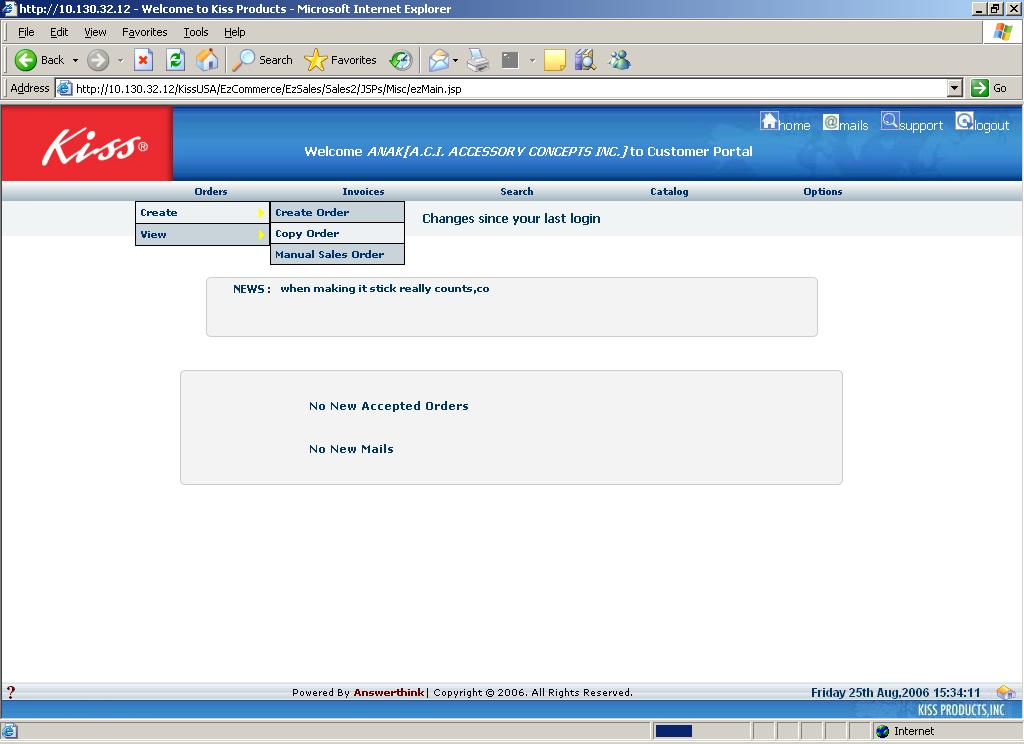 http://10.130.32.12 - Welcome to Kiss Products - Microsoft Internet Explorer
File Edit View Favorites Tools Help
Back Search Favorites
Address http://10.130.32.12/KissUSA/EzCommerce/EzSales/Sales2/JSPs/Misc/ezMain.jsp Go
Kiss®
home mails support logout
Welcome ANAK[A.C.I. ACCESSORY CONCEPTS INC.] to Customer Portal
Orders Invoices Search Catalog Options
Create Create Order Changes since your last login
View Copy Order
Manual Sales Order
NEWS : when making it stick really counts,co
No New Accepted Orders
No New Mails
? Powered By Answerthink| Copyright © 2006. All Rights Reserved. Friday 25th Aug,2006 15:34:11
KISS PRODUCTS,INC
Internet